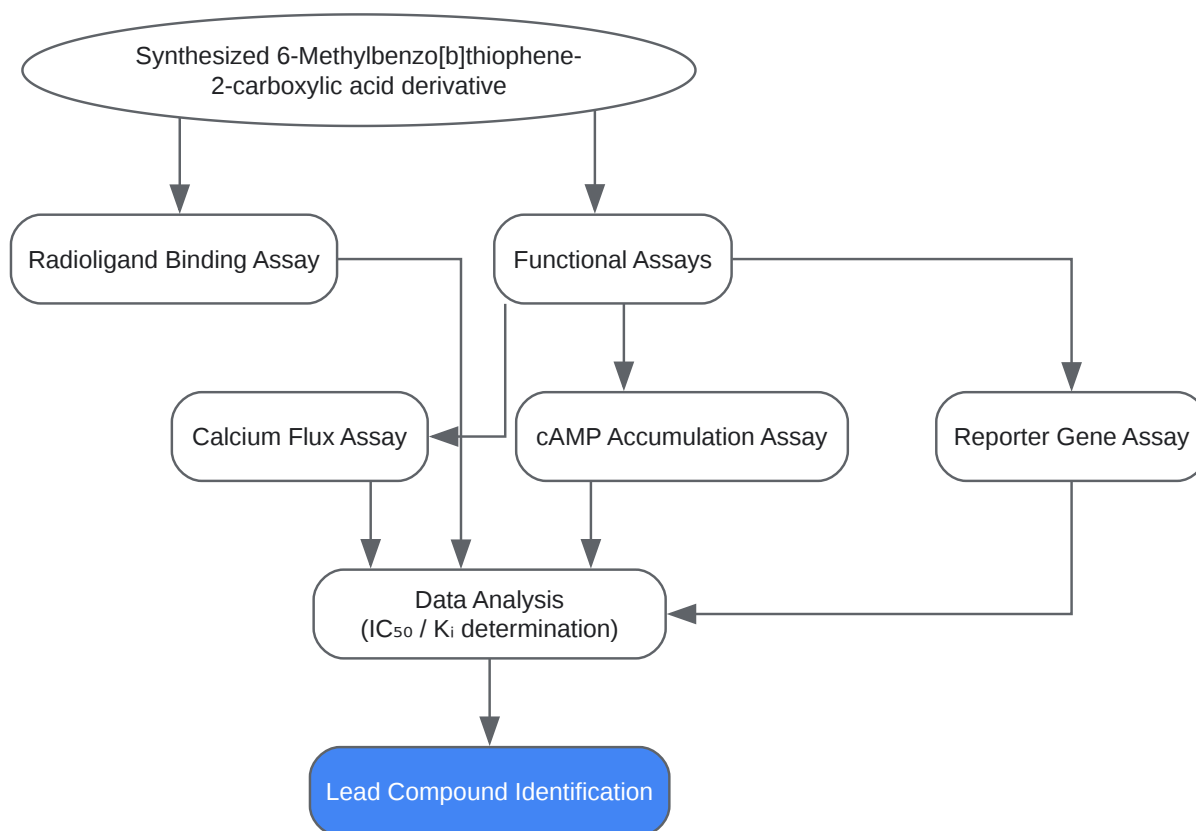 Synthesized 6-Methylbenzo[b]thiophene-
2-carboxylic acid derivative
Radioligand Binding Assay
Functional Assays
Calcium Flux Assay
cAMP Accumulation Assay
Reporter Gene Assay
Data Analysis
(IC₅₀ / Kᵢ determination)
Lead Compound Identification